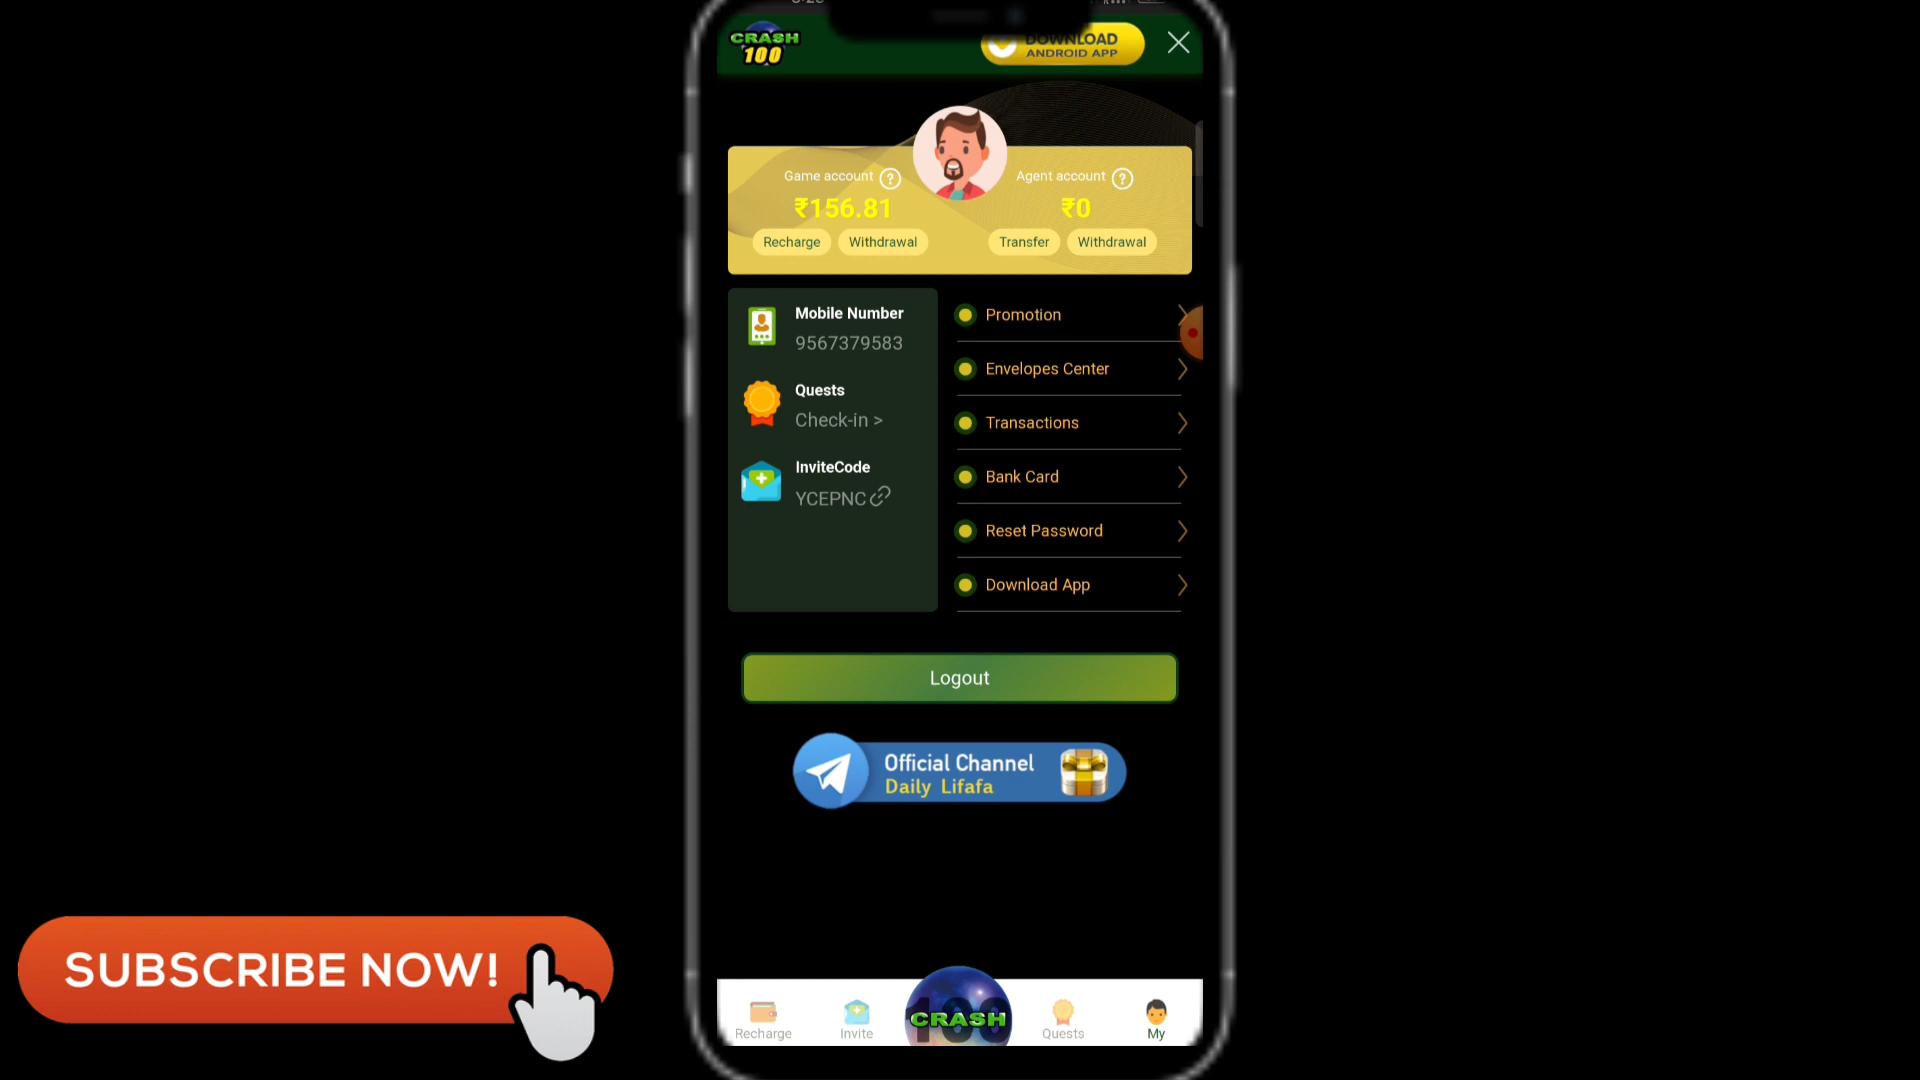 CRASH
100
DOWNLOAD
ANDROID APP
Game account ?
₹156.81
Recharge Withdrawal
Agent account ?
₹0
Transfer Withdrawal
Mobile Number
9567379583
Quests
Check-in >
InviteCode
YCEPNC
Promotion
Envelopes Center
Transactions
Bank Card
Reset Password
Download App
Logout
Official Channel
Daily Lifafa
SUBSCRIBE NOW!
Recharge
Invite
100
CRASH
Quests
My